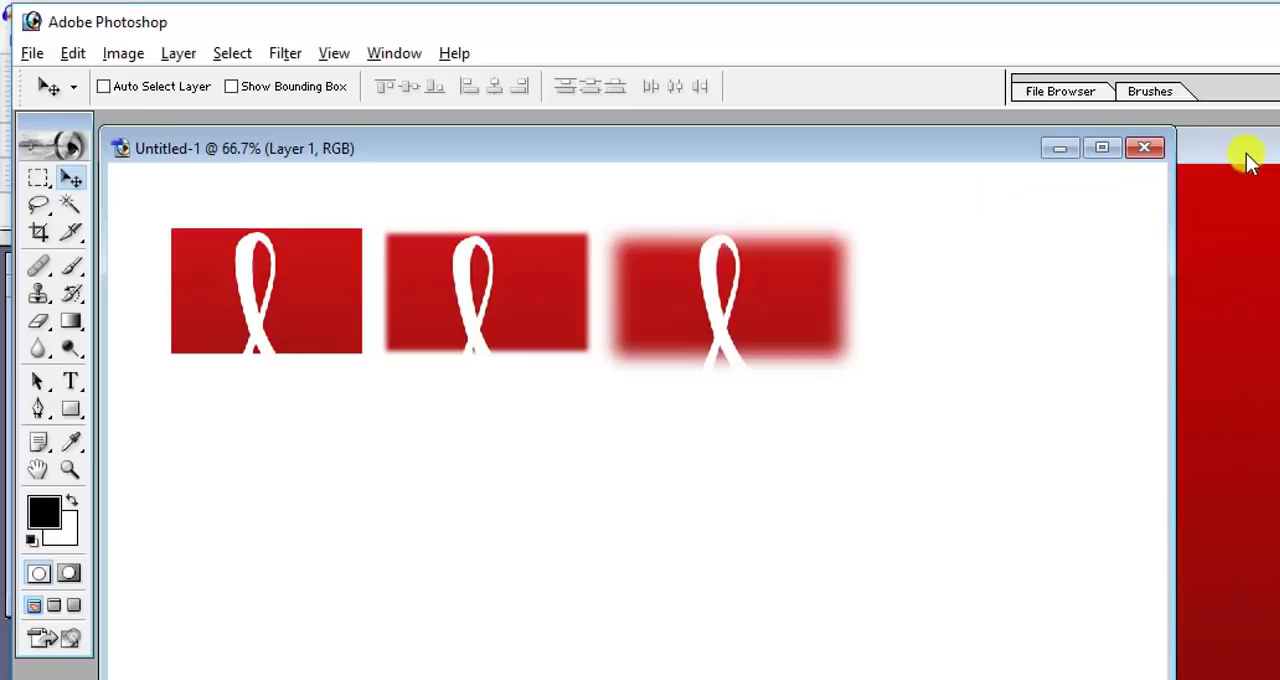 Adobe Photoshop
File Edit Image Layer Select Filter View Window Help
Auto Select Layer Show Bounding Box File Browser Brushes
Untitled-1 @ 66.7% (Layer 1, RGB)
T